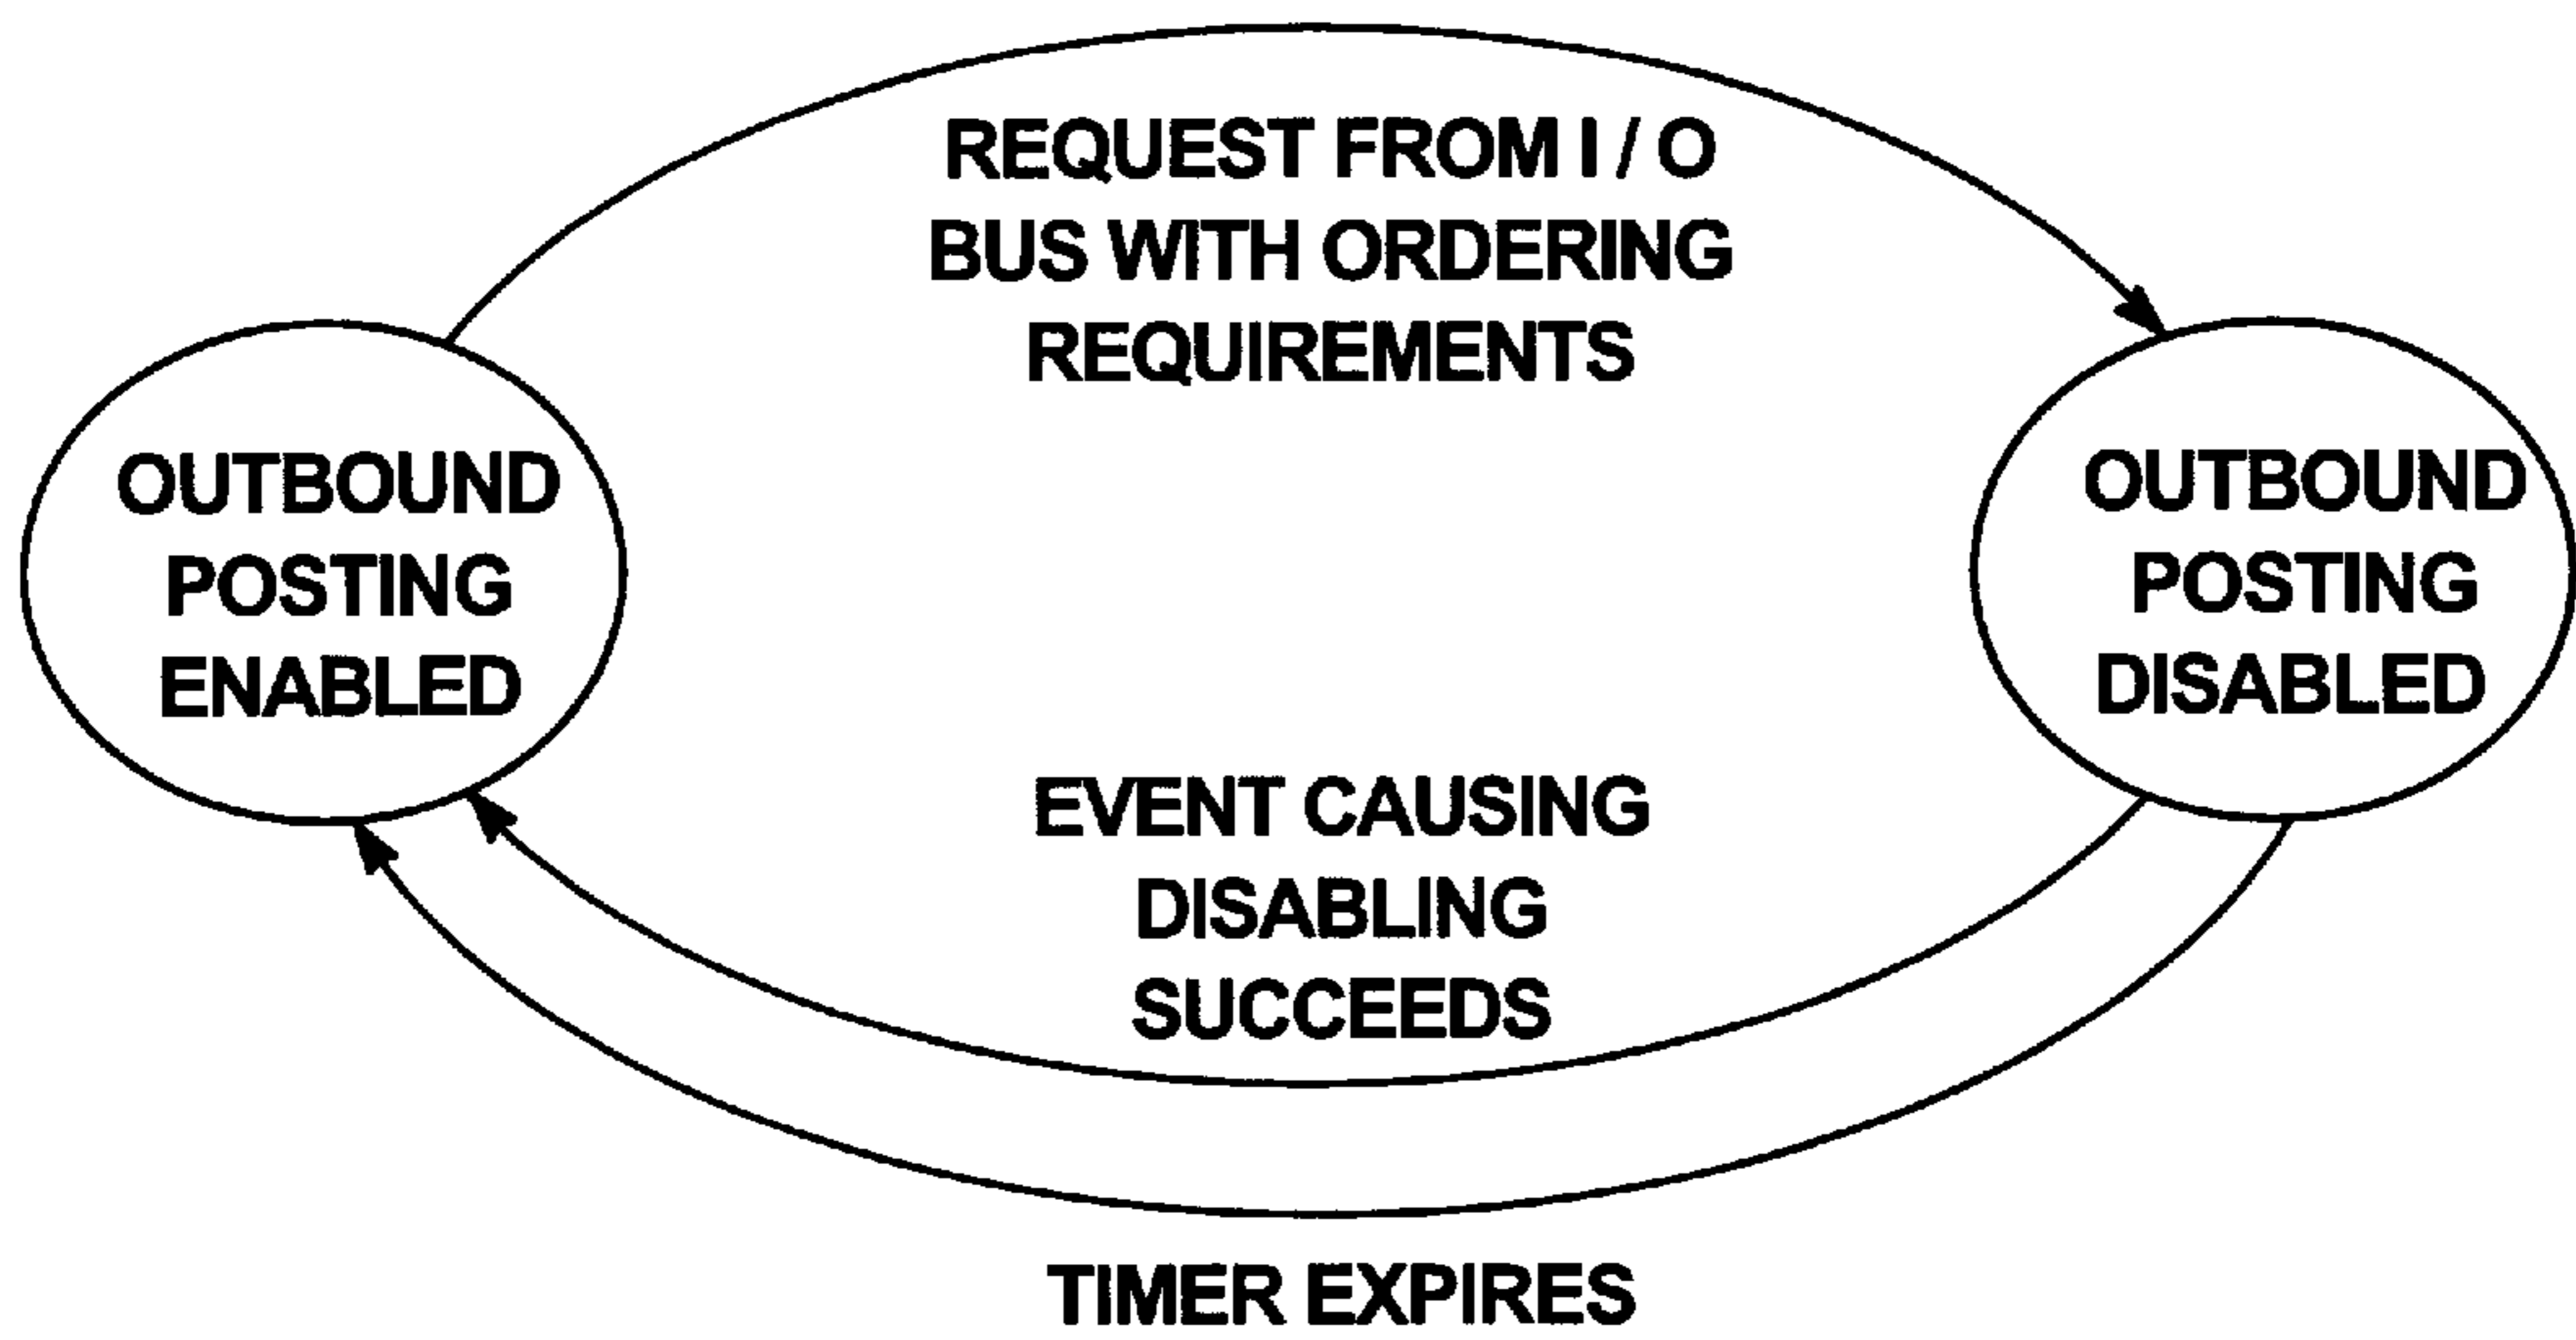 REQUEST FROM I / O
BUS WITH ORDERING
REQUIREMENTS
OUTBOUND
POSTING
ENABLED
OUTBOUND
POSTING
DISABLED
EVENT CAUSING
DISABLING
SUCCEEDS
TIMER EXPIRES